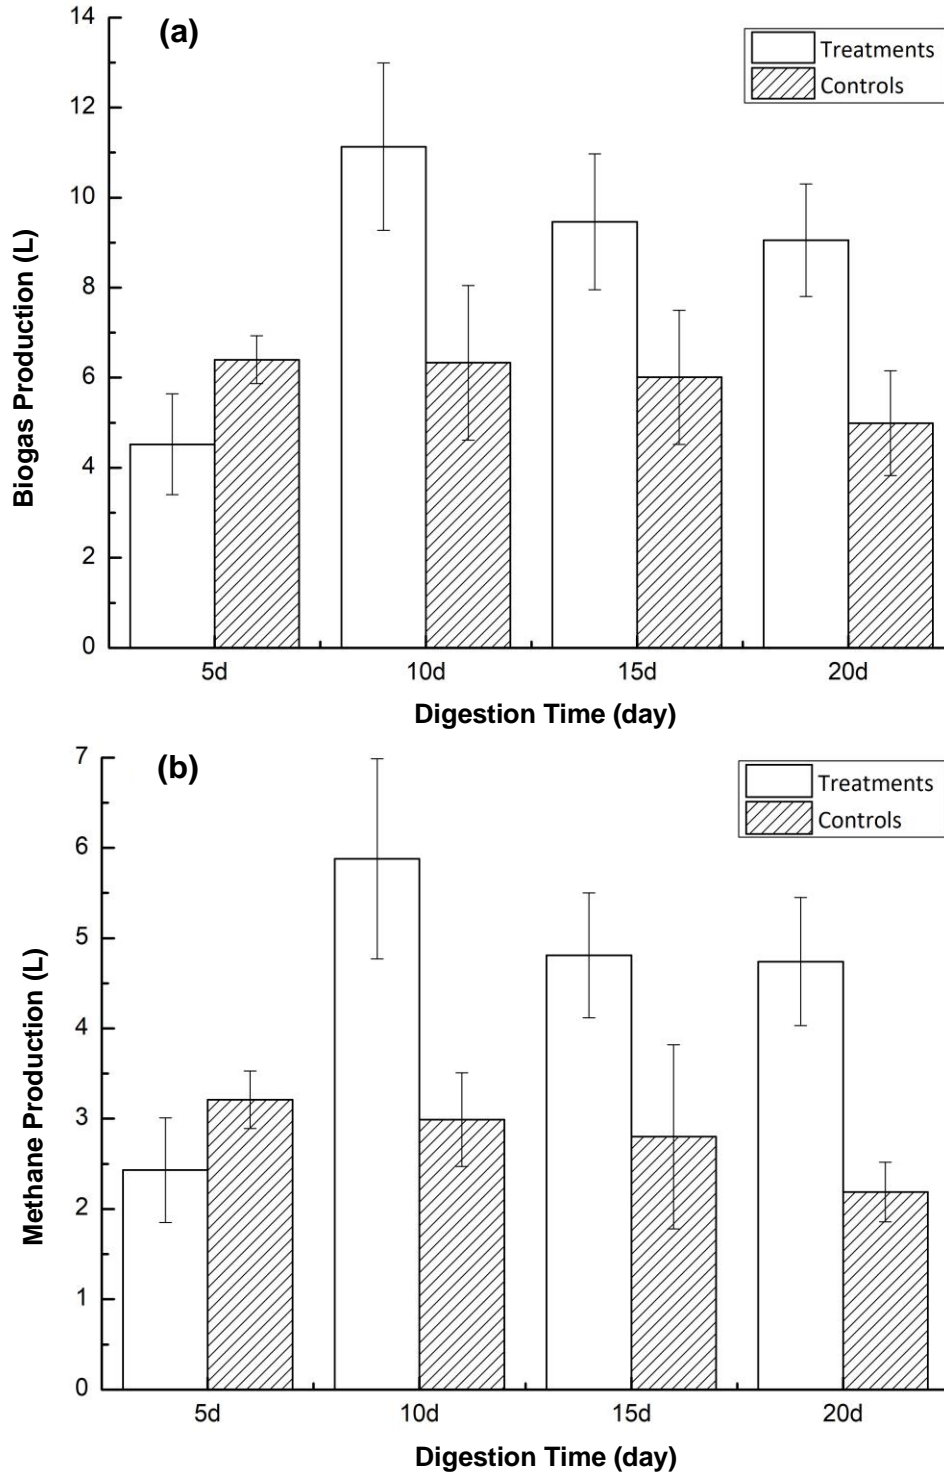 (a)
Treatments
Controls
14
12
10
8
6
4
2
0
Biogas Production (L)
5d 10d 15d 20d
Digestion Time (day)
(b)
Treatments
Controls
7
6
5
4
3
2
1
0
Methane Production (L)
5d 10d 15d 20d
Digestion Time (day)